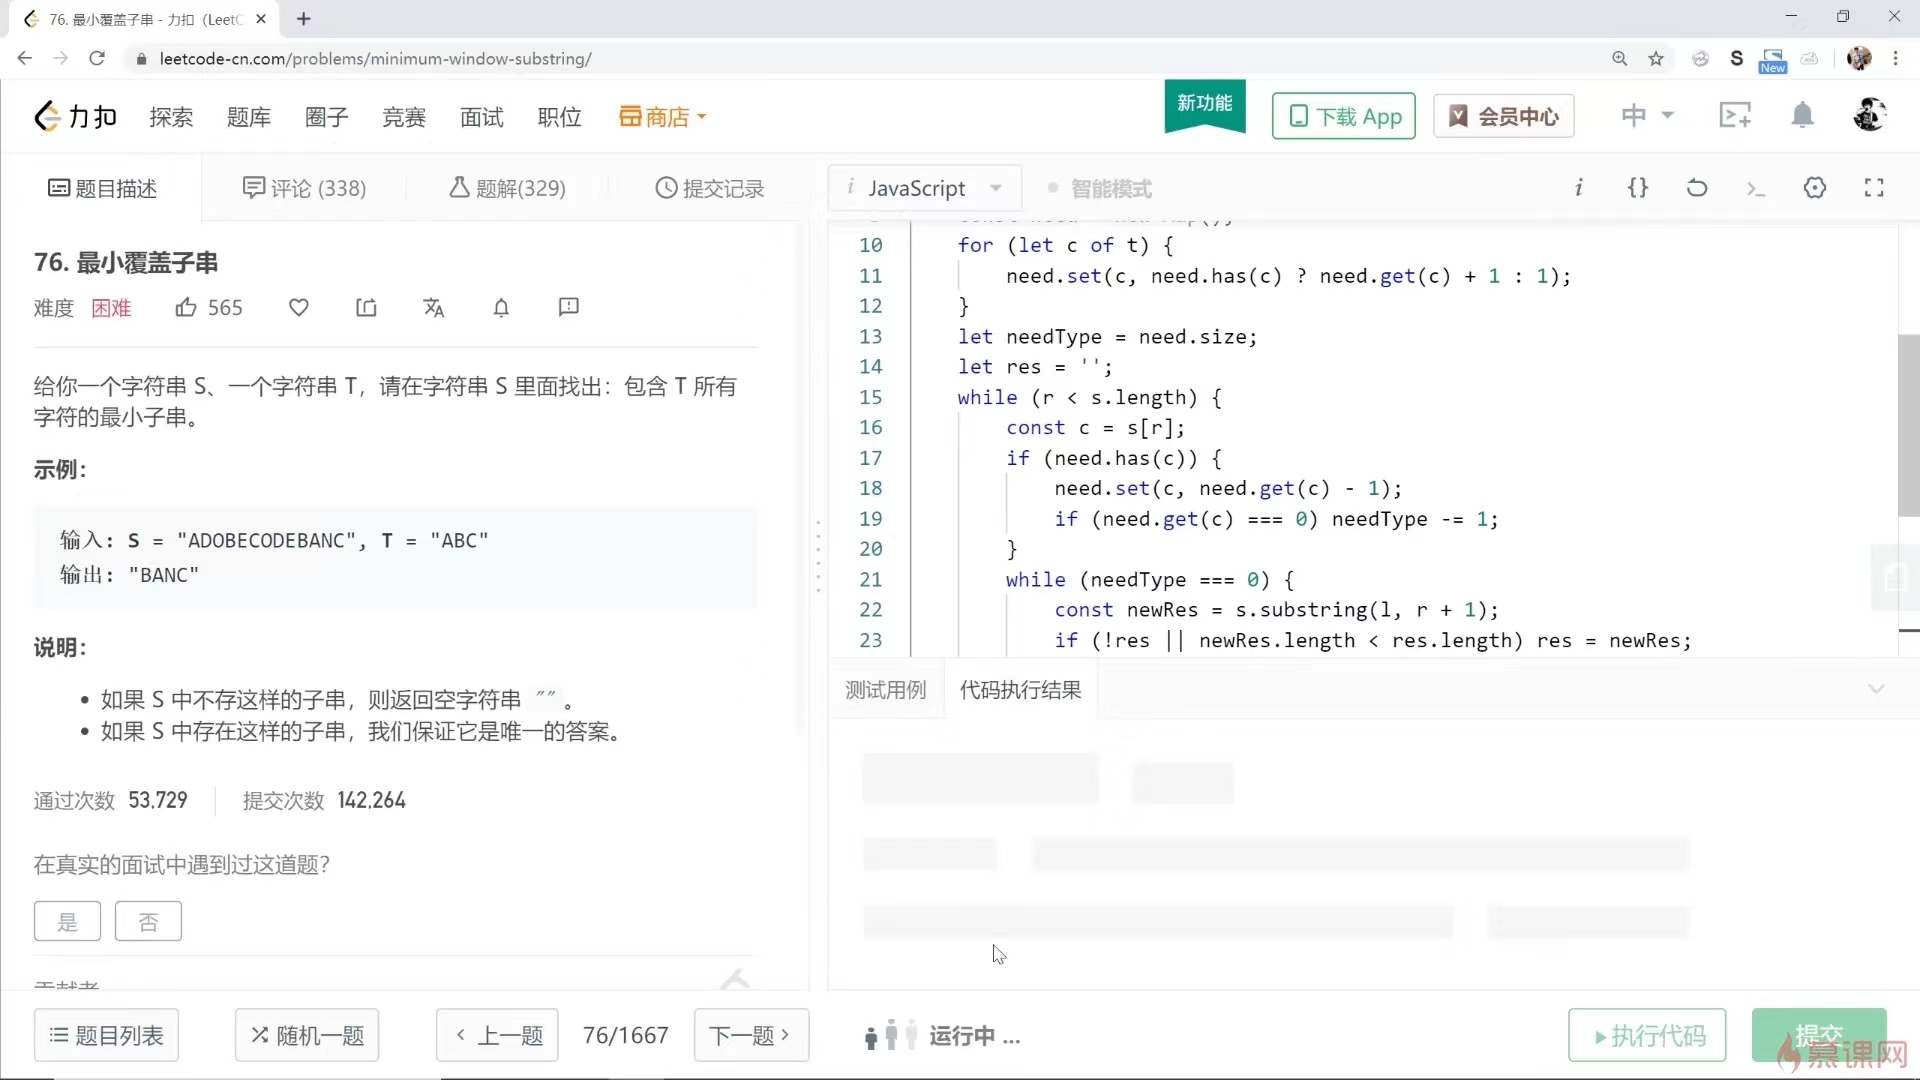 76. 最小覆盖子串 - 力扣 (LeetC
leetcode-cn.com/problems/minimum-window-substring/
S
New
力扣 探索 题库 圈子 竞赛 面试 职位 商店 新功能 下载 App 会员中心 中
题目描述 评论 (338) 题解(329) 提交记录
i JavaScript 智能模式 i {} >_
76. 最小覆盖子串
难度 困难 565
给你一个字符串 S、一个字符串 T，请在字符串 S 里面找出：包含 T 所有
字符的最小子串。
示例：
输入: S = "ADOBECODEBANC", T = "ABC"
输出: "BANC"
说明：
• 如果 S 中不存这样的子串，则返回空字符串 ""。
• 如果 S 中存在这样的子串，我们保证它是唯一的答案。
通过次数 53,729 提交次数 142,264
在真实的面试中遇到过这道题?
是 否
10 for (let c of t) {
11 need.set(c, need.has(c) ? need.get(c) + 1 : 1);
12 }
13 let needType = need.size;
14 let res = '';
15 while (r < s.length) {
16 const c = s[r];
17 if (need.has(c)) {
18 need.set(c, need.get(c) - 1);
19 if (need.get(c) === 0) needType -= 1;
20 }
21 while (needType === 0) {
22 const newRes = s.substring(l, r + 1);
23 if (!res || newRes.length < res.length) res = newRes;
测试用例 代码执行结果
题目列表 随机一题 上一题 76/1667 下一题 运行中 ... 执行代码 提交
慕课网